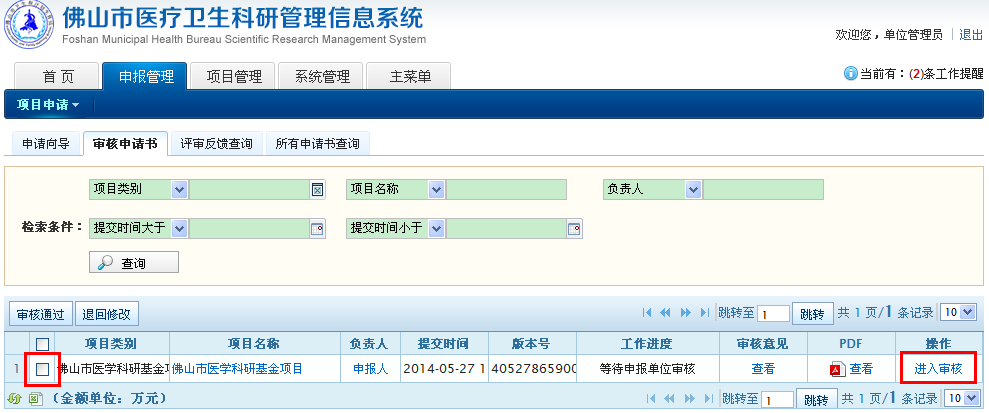 佛山市医疗卫生科研管理信息系统
Foshan Municipal Health Bureau Scientific Research Management System
欢迎您，单位管理员 | 退出
首 页 申报管理 项目管理 系统管理 主菜单
当前有：(2)条工作提醒
项目申请
申请向导 审核申请书 评审反馈查询 所有申请书查询
项目类别 项目名称 负责人
检索条件： 提交时间大于 提交时间小于
查询
审核通过 退回修改 跳转至 1 跳转 共 1 页/1 条记录 10
项目类别 项目名称 负责人 提交时间 版本号 工作进度 审核意见 PDF 操作
1 佛山市医学科研基金项 佛山市医学科研基金项目 申报人 2014-05-27 1 40527865900 等待申报单位审核 查看 查看 进入审核
（金额单位：万元） 跳转至 1 跳转 共 1 页/1 条记录 10